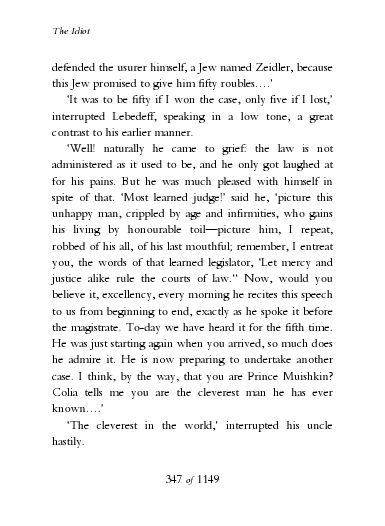 The Idiot
defended the usurer himself, a Jew named Zeidler, because
this Jew promised to give him fifty roubles....'
'It was to be fifty if I won the case, only five if I lost,'
interrupted Lebedeff, speaking in a low tone, a great
contrast to his earlier manner.
'Well! naturally he came to grief: the law is not
administered as it used to be, and he only got laughed at
for his pains. But he was much pleased with himself in
spite of that. 'Most learned judge!' said he, 'picture this
unhappy man, crippled by age and infirmities, who gains
his living by honourable toil—picture him, I repeat,
robbed of his all, of his last mouthful; remember, I entreat
you, the words of that learned legislator, 'Let mercy and
justice alike rule the courts of law.'' Now, would you
believe it, excellency, every morning he recites this speech
to us from beginning to end, exactly as he spoke it before
the magistrate. To-day we have heard it for the fifth time.
He was just starting again when you arrived, so much does
he admire it. He is now preparing to undertake another
case. I think, by the way, that you are Prince Muishkin?
Colia tells me you are the cleverest man he has ever
known....'
'The cleverest in the world,' interrupted his uncle
hastily.
347 of 1149